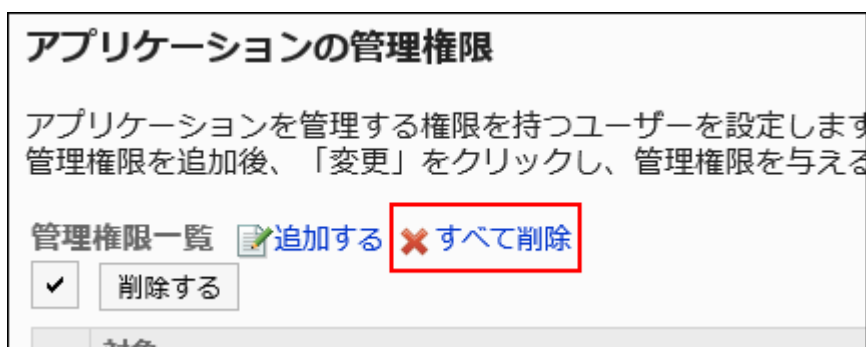 アプリケーションの管理権限
アプリケーションを管理する権限を持つユーザーを設定します
管理権限を追加後、「変更」をクリックし、管理権限を与える
管理権限一覧 追加する すべて削除
削除する
対象